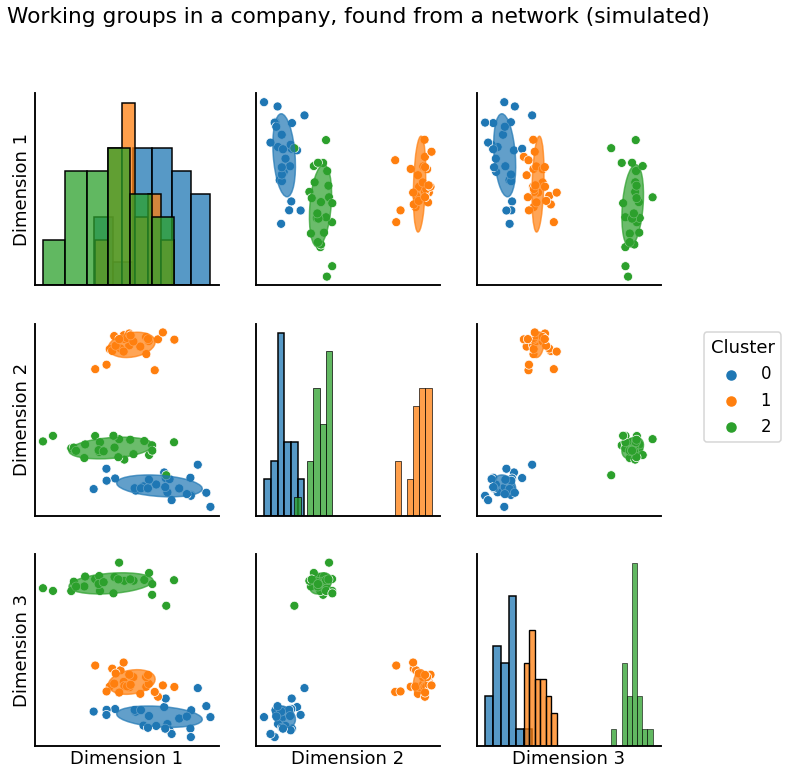 Working groups in a company, found from a network (simulated)
Dimension 1
Dimension 2
Cluster
0
1
2
Dimension 3
Dimension 1
Dimension 2
Dimension 3